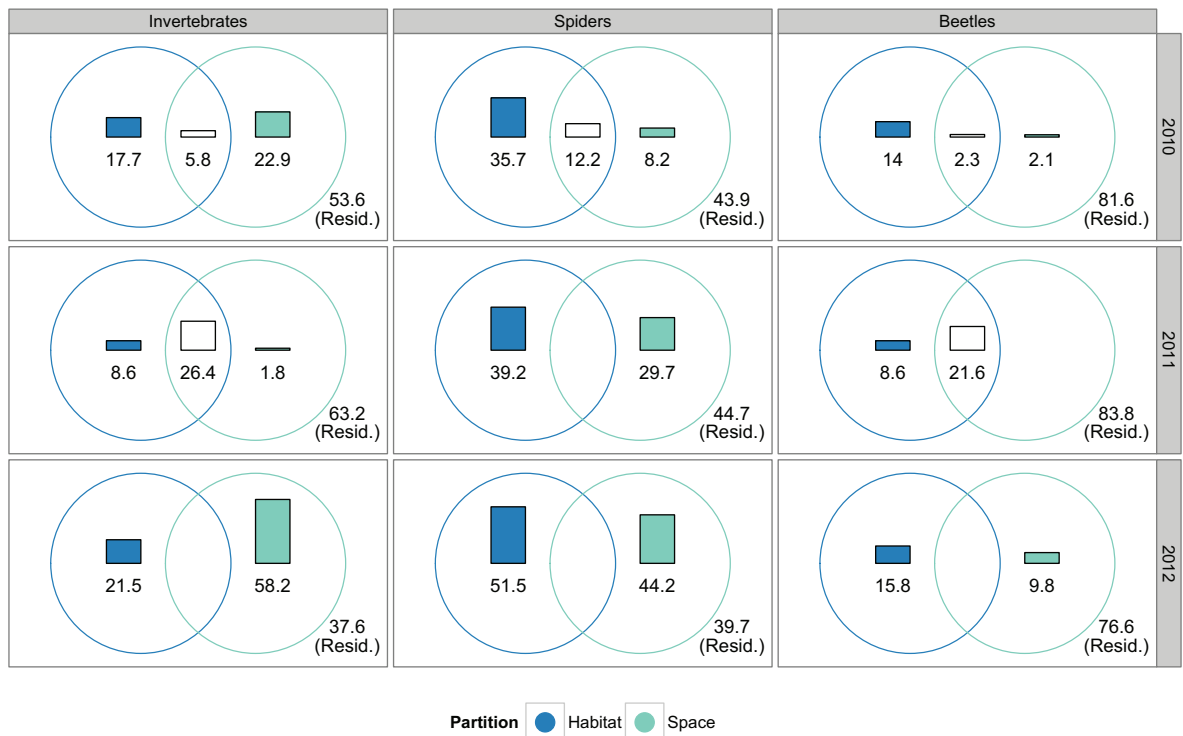 Invertebrates Spiders Beetles
17.7 5.8 22.9
53.6
(Resid.)
35.7 12.2 8.2
43.9
(Resid.)
14 2.3 2.1
81.6
(Resid.)
2010
8.6 26.4 1.8
63.2
(Resid.)
39.2 29.7
44.7
(Resid.)
8.6 21.6
83.8
(Resid.)
2011
21.5 58.2
37.6
(Resid.)
51.5 44.2
39.7
(Resid.)
15.8 9.8
76.6
(Resid.)
2012
Partition Habitat Space